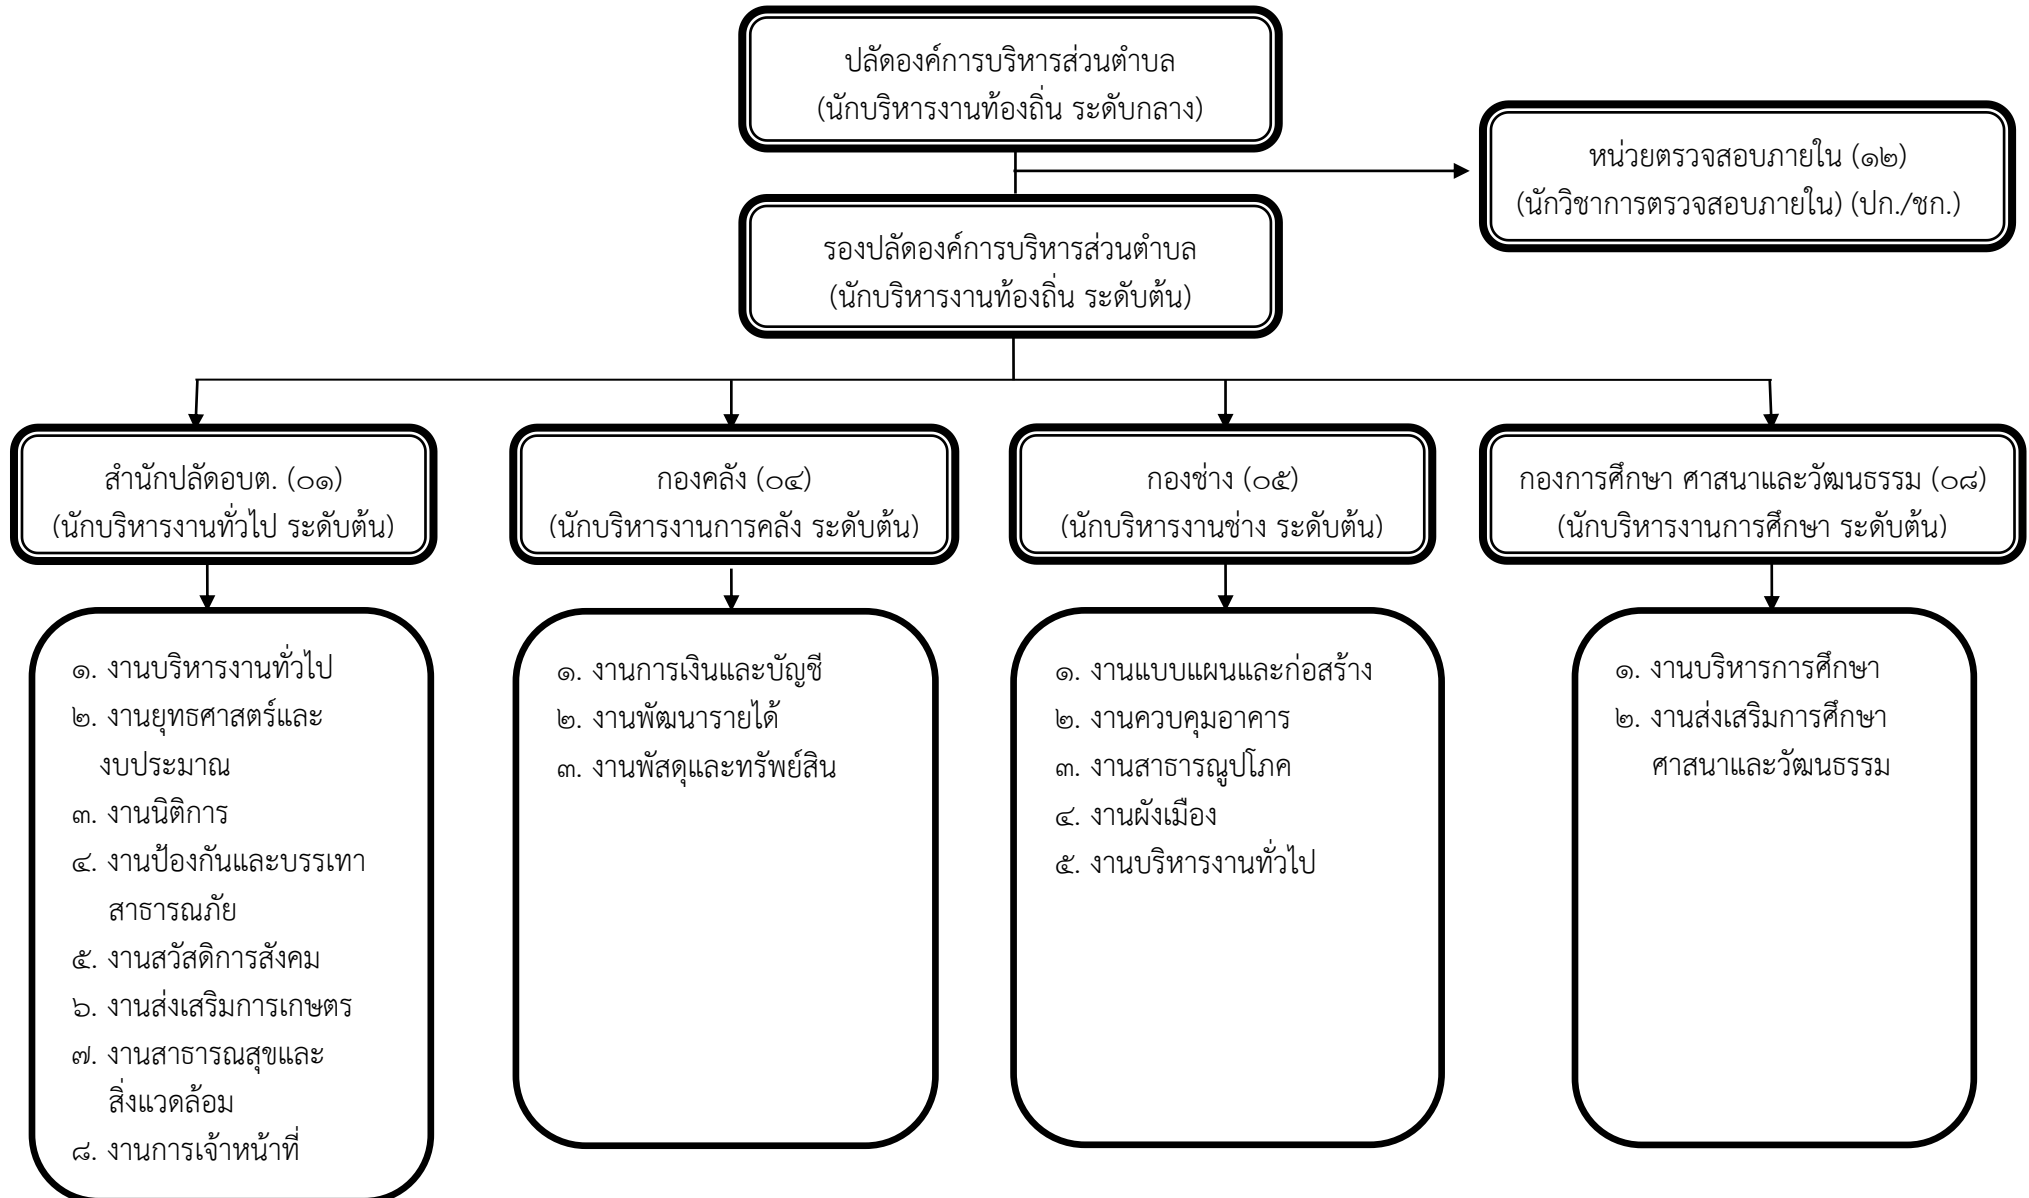 ปลัดองค์การบริหารส่วนตำบล
(นักบริหารงานท้องถิ่น ระดับกลาง)
หน่วยตรวจสอบภายใน (๑๒)
(นักวิชาการตรวจสอบภายใน) (ปก./ชก.)
รองปลัดองค์การบริหารส่วนตำบล
(นักบริหารงานท้องถิ่น ระดับต้น)
สำนักปลัดอบต. (๐๑)
(นักบริหารงานทั่วไป ระดับต้น)
กองคลัง (๐๔)
(นักบริหารงานการคลัง ระดับต้น)
กองช่าง (๐๕)
(นักบริหารงานช่าง ระดับต้น)
กองการศึกษา ศาสนาและวัฒนธรรม (๐๘)
(นักบริหารงานการศึกษา ระดับต้น)
๑. งานบริหารงานทั่วไป
๒. งานยุทธศาสตร์และ
งบประมาณ
๓. งานนิติการ
๔. งานป้องกันและบรรเทา
สาธารณภัย
๕. งานสวัสดิการสังคม
๖. งานส่งเสริมการเกษตร
๗. งานสาธารณสุขและ
สิ่งแวดล้อม
๘. งานการเจ้าหน้าที่
๑. งานการเงินและบัญชี
๒. งานพัฒนารายได้
๓. งานพัสดุและทรัพย์สิน
๑. งานแบบแผนและก่อสร้าง
๒. งานควบคุมอาคาร
๓. งานสาธารณูปโภค
๔. งานผังเมือง
๕. งานบริหารงานทั่วไป
๑. งานบริหารการศึกษา
๒. งานส่งเสริมการศึกษา
ศาสนาและวัฒนธรรม